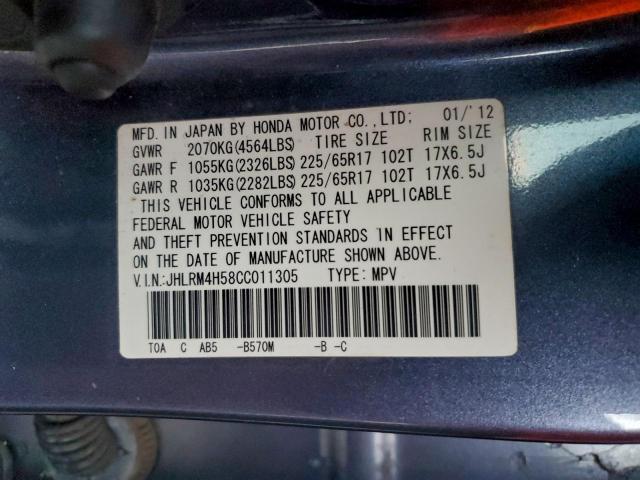 MFD. IN JAPAN BY HONDA MOTOR CO.,LTD; 01/'12
GVWR 2070KG(4564LBS) TIRE SIZE RIM SIZE
GAWR F 1055KG(2326LBS) 225/65R17 102T 17X6.5J
GAWR R 1035KG(2282LBS) 225/65R17 102T 17X6.5J
THIS VEHICLE CONFORMS TO ALL APPLICABLE
FEDERAL MOTOR VEHICLE SAFETY
AND THEFT PREVENTION STANDARDS IN EFFECT
ON THE DATE OF MANUFACTURE SHOWN ABOVE.
V.I.N.:JHLRM4H58CC011305 TYPE: MPV
TOA C AB5 -B570M -B -C